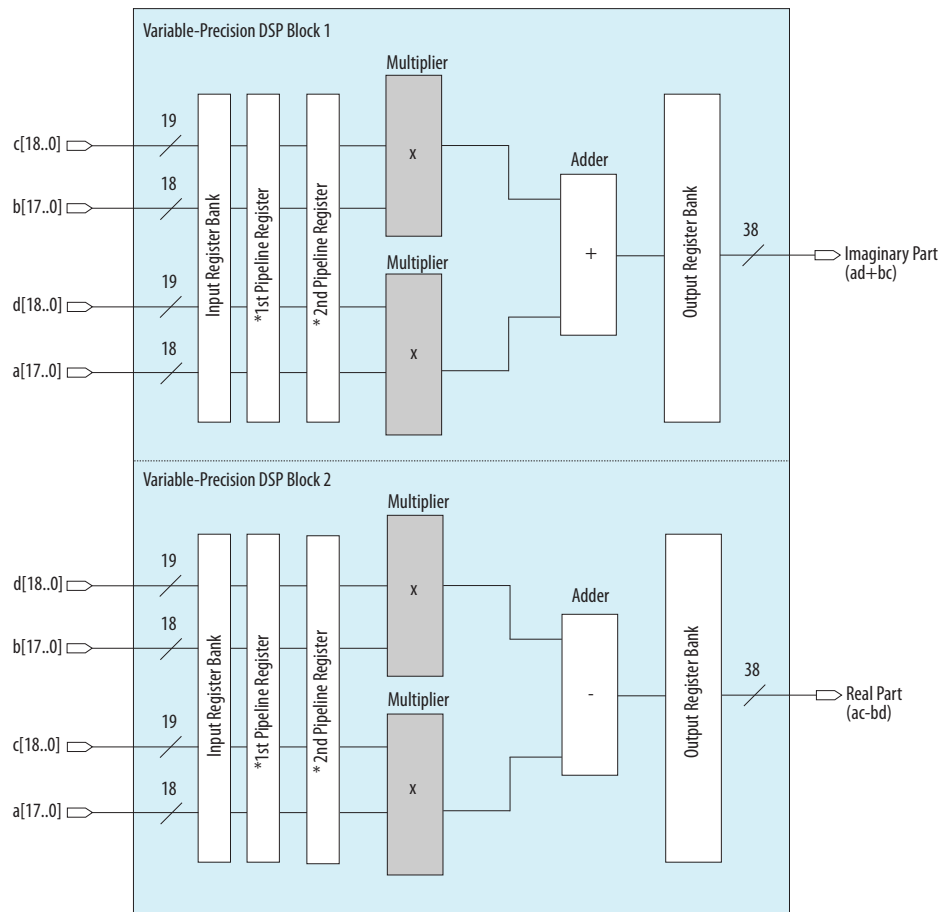 Variable-Precision DSP Block 1
Multiplier
19
c[18..0]
x
Adder
18
b[17..0]
Input Register Bank
*1st Pipeline Register
* 2nd Pipeline Register
Output Register Bank
38
+
Imaginary Part
(ad+bc)
Multiplier
19
d[18..0]
x
18
a[17..0]
Variable-Precision DSP Block 2
Multiplier
19
d[18..0]
x
Adder
18
b[17..0]
Input Register Bank
*1st Pipeline Register
* 2nd Pipeline Register
Output Register Bank
38
-
Real Part
(ac-bd)
Multiplier
19
c[18..0]
x
18
a[17..0]